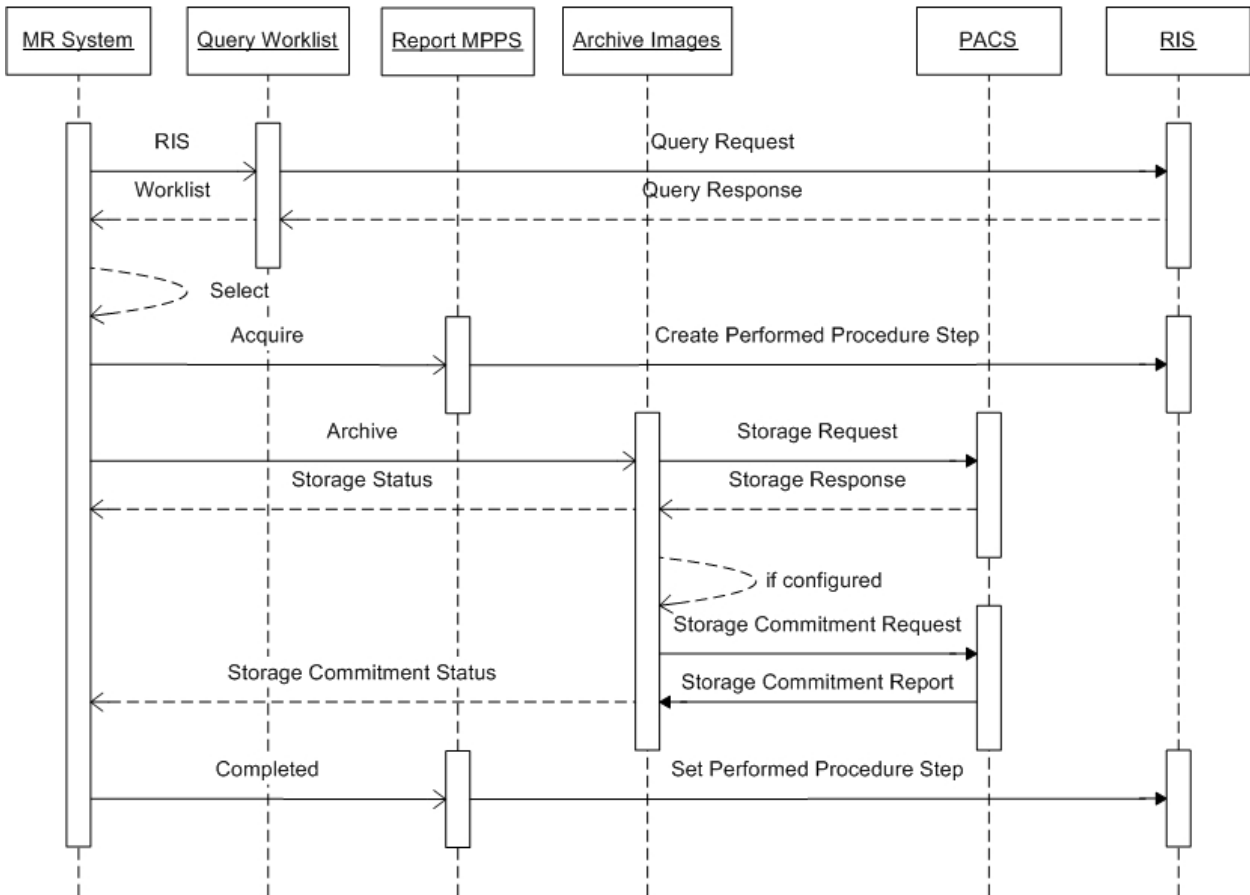 MR System
Query Worklist
Report MPPS
Archive Images
PACS
RIS
RIS
Query Request
Worklist
Query Response
Select
Acquire
Create Performed Procedure Step
Archive
Storage Request
Storage Status
Storage Response
if configured
Storage Commitment Request
Storage Commitment Status
Storage Commitment Report
Completed
Set Performed Procedure Step